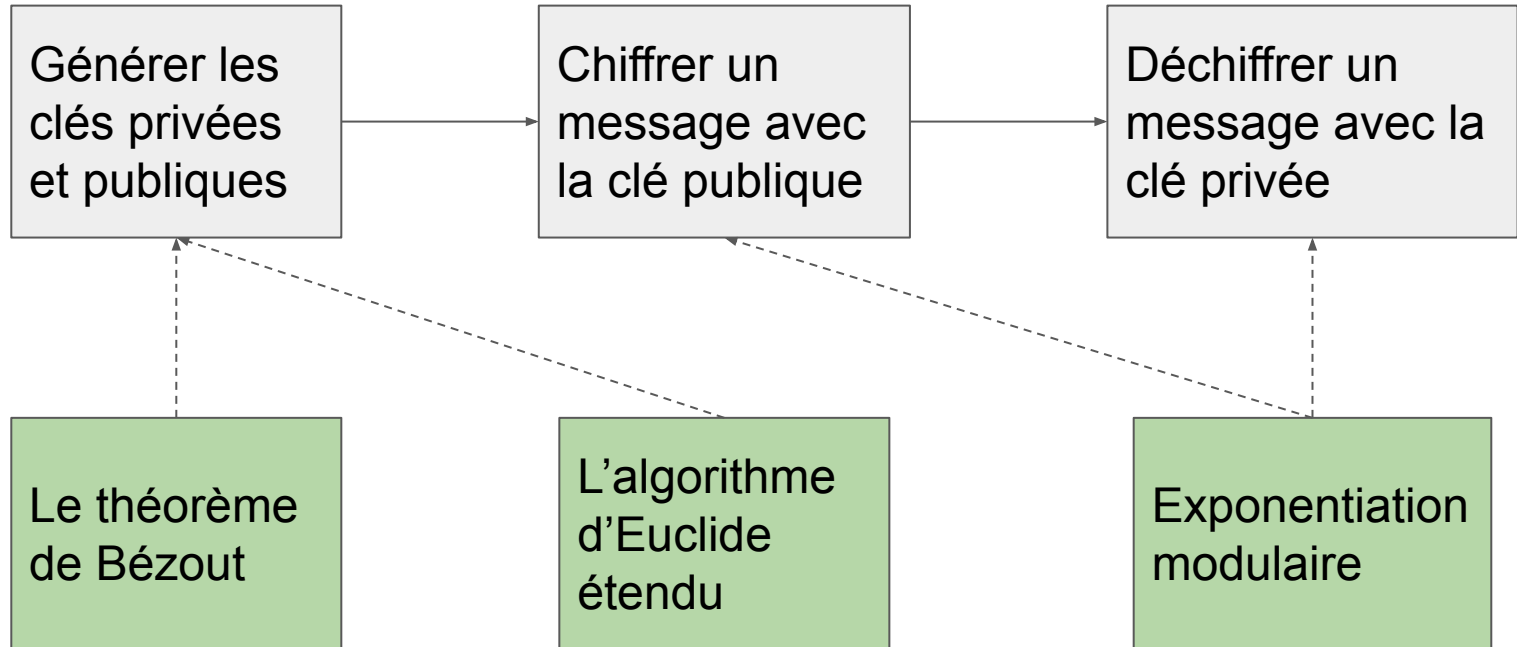 Générer les
clés privées
et publiques
Chiffrer un
message avec
la clé publique
Déchiffrer un
message avec la
clé privée
Le théorème
de Bézout
L’algorithme
d’Euclide
étendu
Exponentiation
modulaire